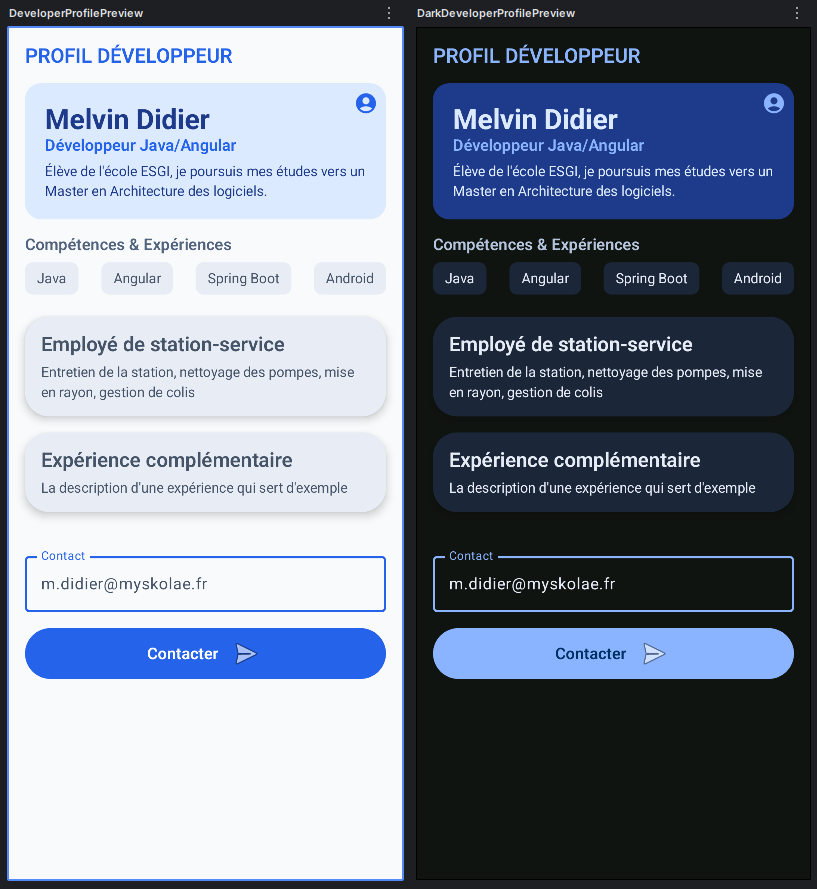 DeveloperProfilePreview
PROFIL DÉVELOPPEUR
Melvin Didier
Développeur Java/Angular
Élève de l'école ESGI, je poursuis mes études vers un
Master en Architecture des logiciels.
Compétences & Expériences
Java Angular Spring Boot Android
Employé de station-service
Entretien de la station, nettoyage des pompes, mise
en rayon, gestion de colis
Expérience complémentaire
La description d'une expérience qui sert d'exemple
Contact
m.didier@myskolae.fr
Contacter
DarkDeveloperProfilePreview
PROFIL DÉVELOPPEUR
Melvin Didier
Développeur Java/Angular
Élève de l'école ESGI, je poursuis mes études vers un
Master en Architecture des logiciels.
Compétences & Expériences
Java Angular Spring Boot Android
Employé de station-service
Entretien de la station, nettoyage des pompes, mise
en rayon, gestion de colis
Expérience complémentaire
La description d'une expérience qui sert d'exemple
Contact
m.didier@myskolae.fr
Contacter